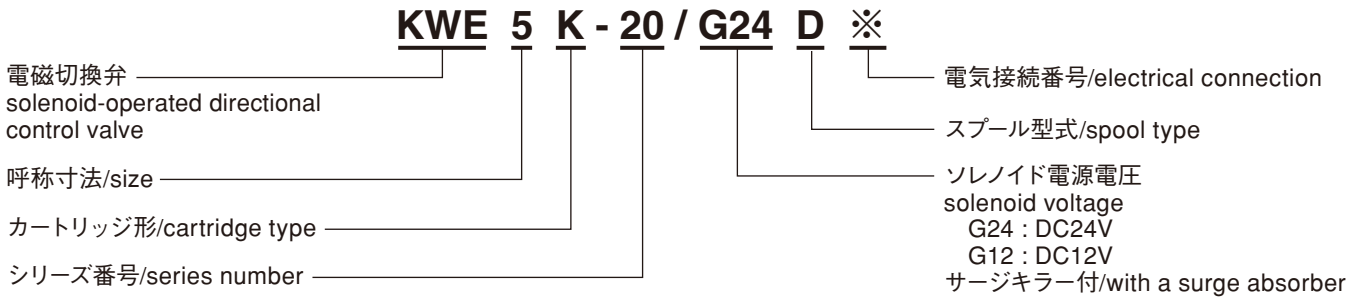 KWE 5 K - 20 / G24 D ※
電磁切換弁
solenoid-operated directional
control valve
呼称寸法/size
カートリッジ形/cartridge type
シリーズ番号/series number
電気接続番号/electrical connection
スプール型式/spool type
ソレノイド電源電圧
solenoid voltage
G24 : DC24V
G12 : DC12V
サージキラー付/with a surge absorber